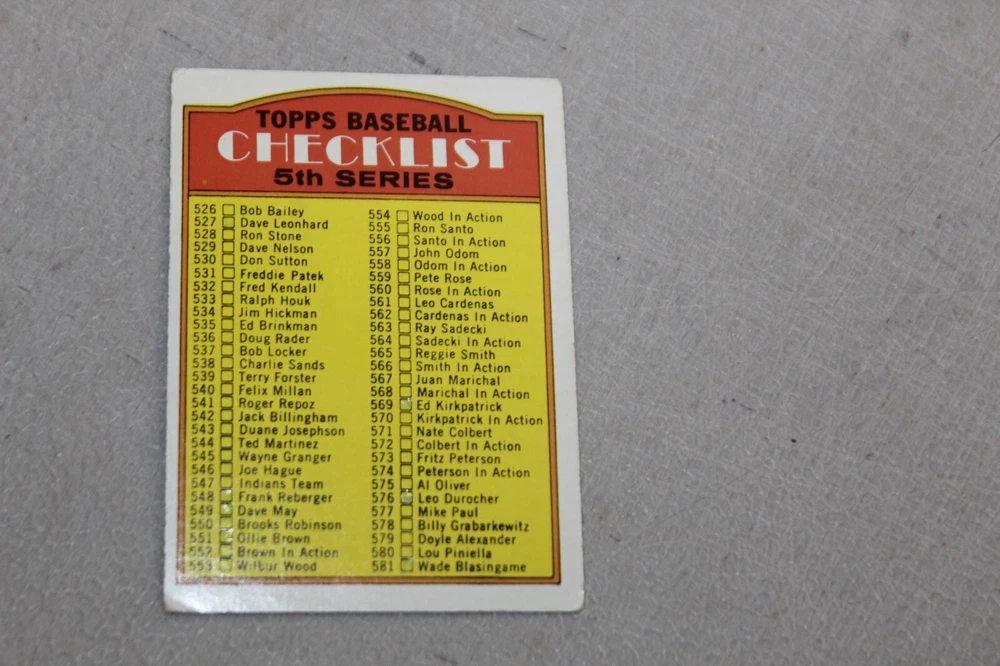 TOPPS BASEBALL
CHECKLIST
5th SERIES
526 Bob Bailey
527 Dave Leonhard
528 Ron Stone
529 Dave Nelson
530 Don Sutton
531 Freddie Patek
532 Fred Kendall
533 Ralph Houk
534 Jim Hickman
535 Ed Brinkman
536 Doug Rader
537 Bob Locker
538 Charlie Sands
539 Terry Forster
540 Felix Millan
541 Roger Repoz
542 Jack Billingham
543 Duane Josephson
544 Ted Martinez
545 Wayne Granger
546 Joe Hague
547 Indians Team
548 Frank Reberger
549 Dave May
550 Brooks Robinson
551 Ollie Brown
552 Brown In Action
553 Wilbur Wood
554 Wood In Action
555 Ron Santo
556 Santo In Action
557 John Odom
558 Odom In Action
559 Pete Rose
560 Rose In Action
561 Leo Cardenas
562 Cardenas In Action
563 Ray Sadecki
564 Sadecki In Action
565 Reggie Smith
566 Smith In Action
567 Juan Marichal
568 Marichal In Action
569 Ed Kirkpatrick
570 Kirkpatrick In Action
571 Nate Colbert
572 Colbert In Action
573 Fritz Peterson
574 Peterson In Action
575 Al Oliver
576 Leo Durocher
577 Mike Paul
578 Billy Grabarkewitz
579 Doyle Alexander
580 Lou Piniella
581 Wade Blasingame